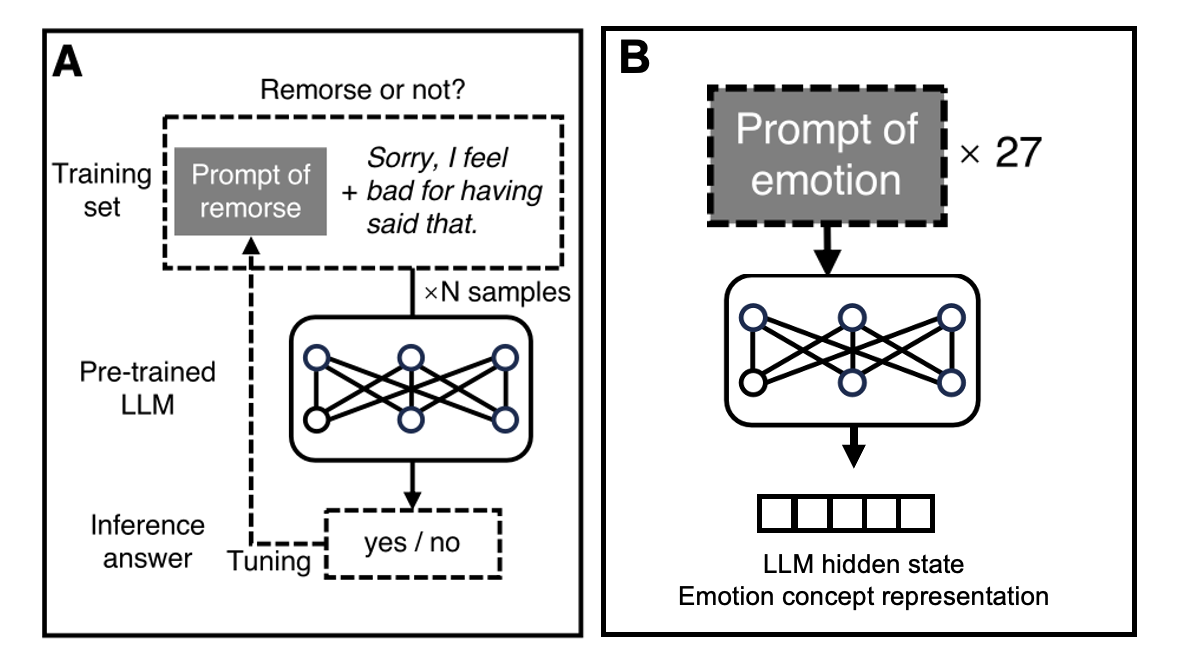 A
Remorse or not?
Training
set
Prompt of
remorse
+
Sorry, I feel
bad for having
said that.
×N samples
Pre-trained
LLM
Inference
answer
Tuning
yes / no
B
Prompt of
emotion
× 27
LLM hidden state
Emotion concept representation